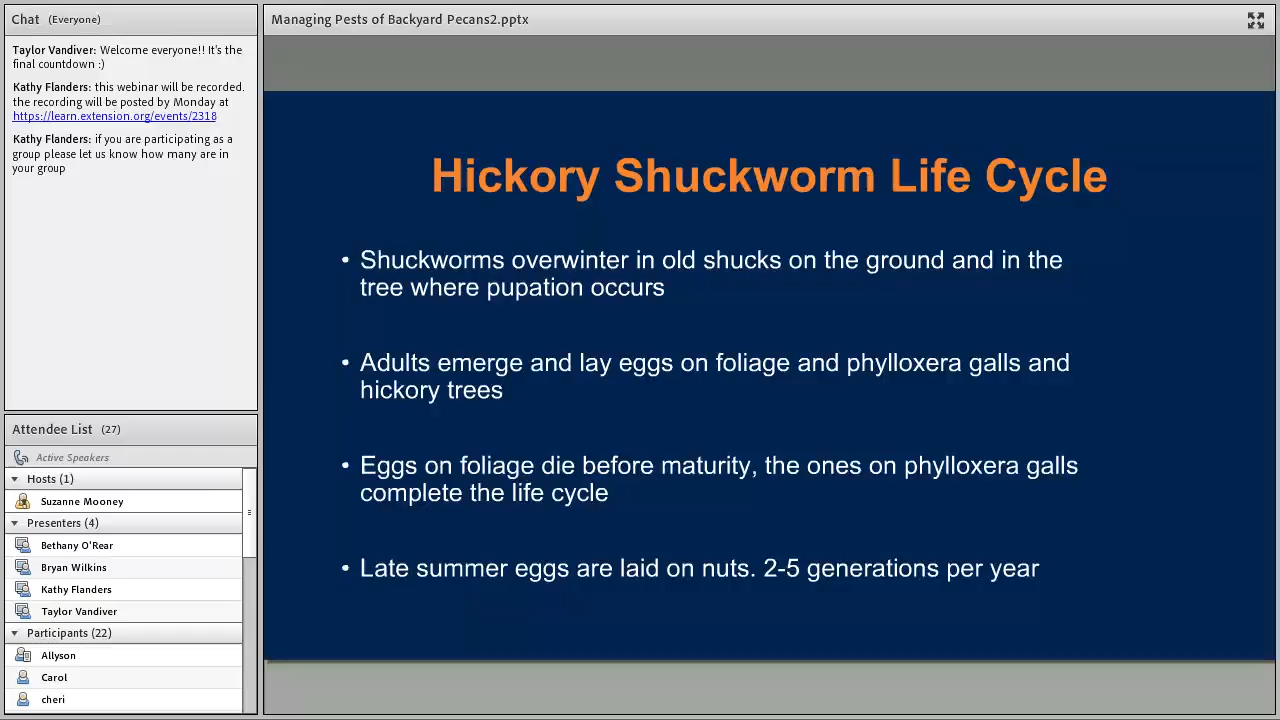 Chat (Everyone)
Taylor Vandiver: Welcome everyone!! It's the
final countdown :)
Kathy Flanders: this webinar will be recorded.
the recording will be posted by Monday at
https://learn.extension.org/events/2318
Kathy Flanders: if you are participating as a
group please let us know how many are in
your group
Attendee List (27)
Active Speakers
Hosts (1)
Suzanne Mooney
Presenters (4)
Bethany O'Rear
Bryan Wilkins
Kathy Flanders
Taylor Vandiver
Participants (22)
Allyson
Carol
cheri
Managing Pests of Backyard Pecans2.pptx
Hickory Shuckworm Life Cycle
• Shuckworms overwinter in old shucks on the ground and in the
tree where pupation occurs
• Adults emerge and lay eggs on foliage and phylloxera galls and
hickory trees
• Eggs on foliage die before maturity, the ones on phylloxera galls
complete the life cycle
• Late summer eggs are laid on nuts. 2-5 generations per year